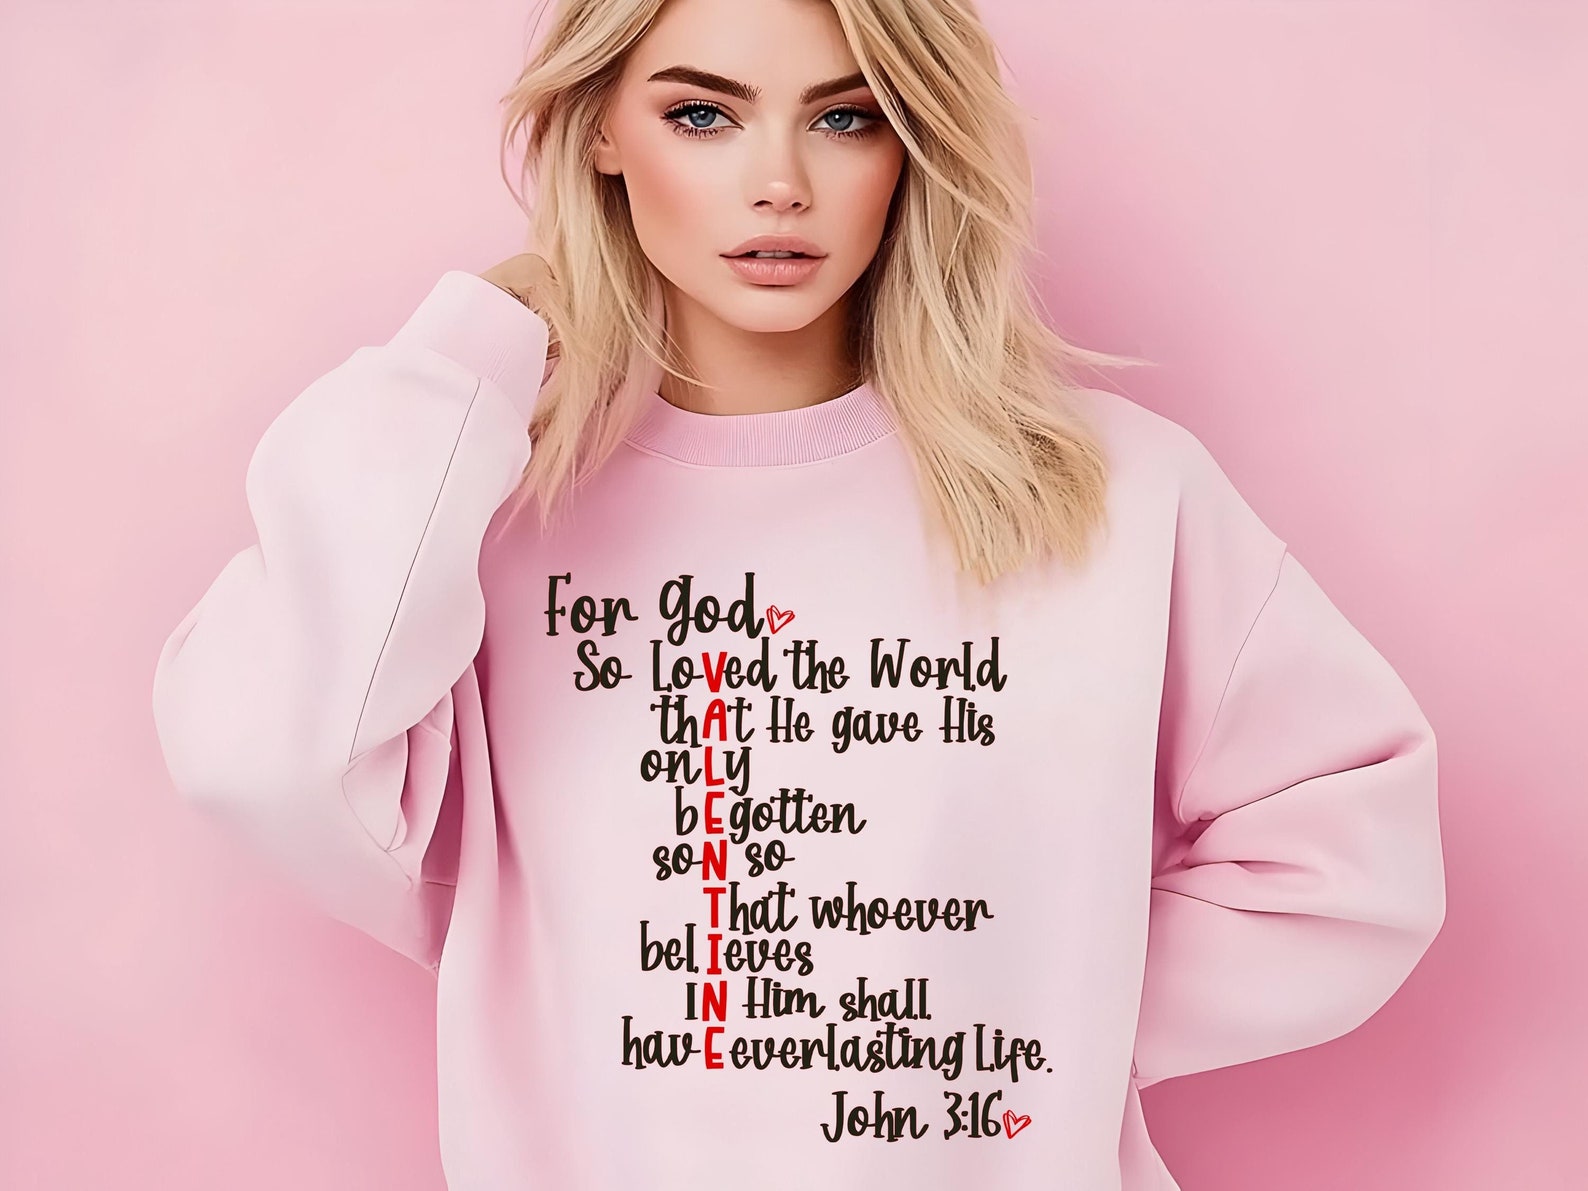 For God
So Loved the World
that He gave His
only
begotten
son so
That whoever
believes
IN Him shall
have everlasting Life.
John 3:16